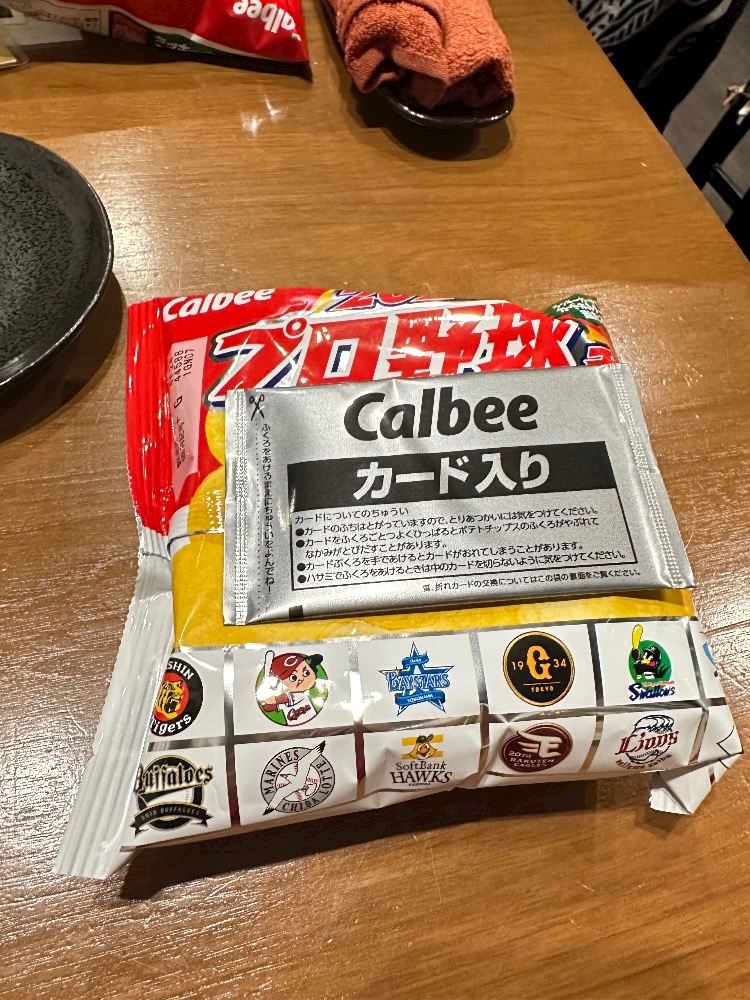 Calbee
Calbee
プロ野球
44588
1GN07
G
Calbee
カード入り
ふくろをあけるまえにちゅういをよんでね!
カードについてのちゅうい
●カードのふちはとがっていますので、とりあつかいには気をつけてください。
●カードをふくろごとつよくひっぱるとポテトチップスのふくろがやぶれて
なかみがとびだすことがあります。
●カードぶくろを手であけるとカードがおれてしまうことがあります。
●ハサミでふくろをあけるときは中のカードを切らないように気をつけてください。
尚、折れカードの交換についてはこの袋の裏面をご覧ください。
SHIN
Tigers
Carp
BAYSTARS
YOKOHAMA
19 G 34
TOKYO
Swallows
Buffaloes
ORIX BUFFALOES
MARINES
CHIBA
LOTTE
SoftBank
HAWKS
20TH
RAKUTEN
EAGLES
Lions